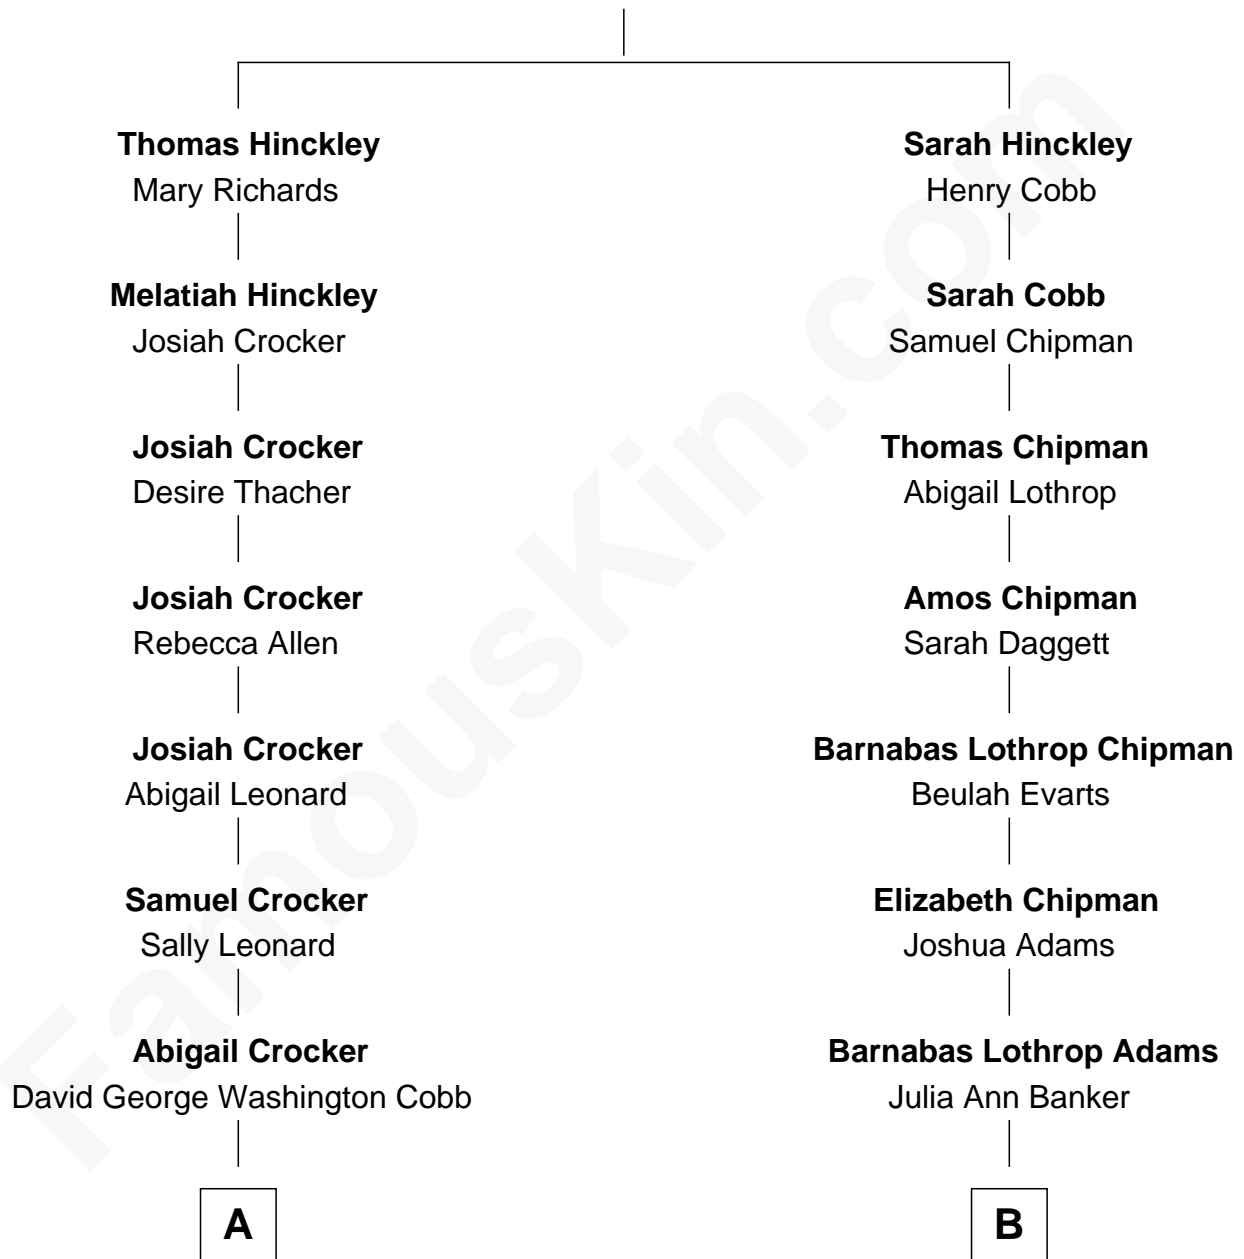 Thomas Hinckley
Mary Richards
Melatiah Hinckley
Josiah Crocker
Josiah Crocker
Desire Thacher
Josiah Crocker
Rebecca Allen
Josiah Crocker
Abigail Leonard
Samuel Crocker
Sally Leonard
Abigail Crocker
David George Washington Cobb
A
Sarah Hinckley
Henry Cobb
Sarah Cobb
Samuel Chipman
Thomas Chipman
Abigail Lothrop
Amos Chipman
Sarah Daggett
Barnabas Lothrop Chipman
Beulah Evarts
Elizabeth Chipman
Joshua Adams
Barnabas Lothrop Adams
Julia Ann Banker
B
FamousKin.com